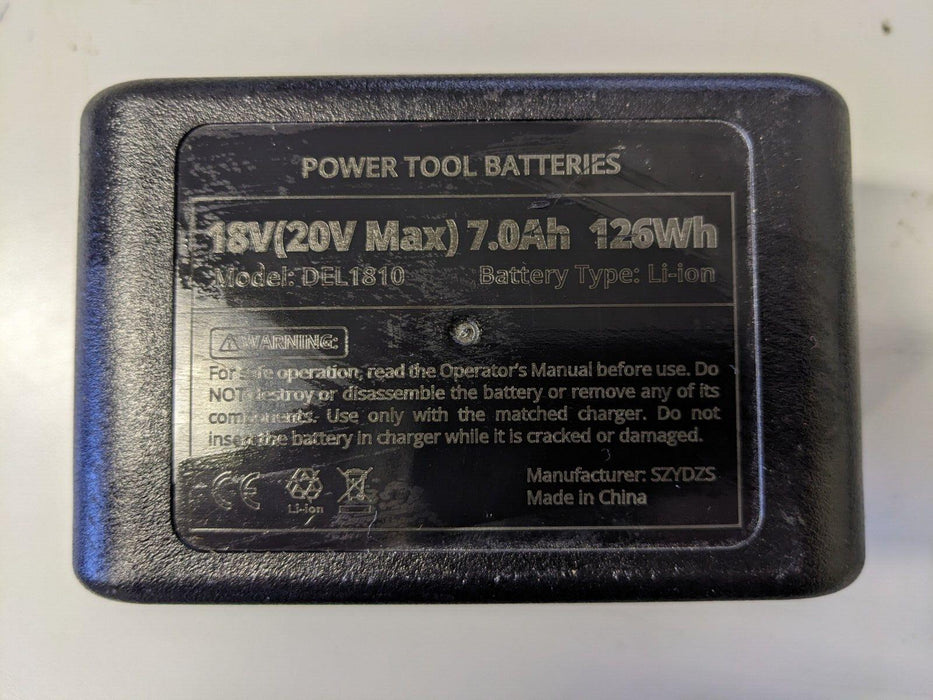 POWER TOOL BATTERIES
18V(20V Max) 7.0Ah 126Wh
Model: DEL1810 Battery Type: Li-ion
WARNING:
For safe operation, read the Operator's Manual before use. Do
NOT destroy or disassemble the battery or remove any of its
components. Use only with the matched charger. Do not
insert the battery in charger while it is cracked or damaged.
CE
Li-ion
Manufacturer: SZYDZS
Made in China